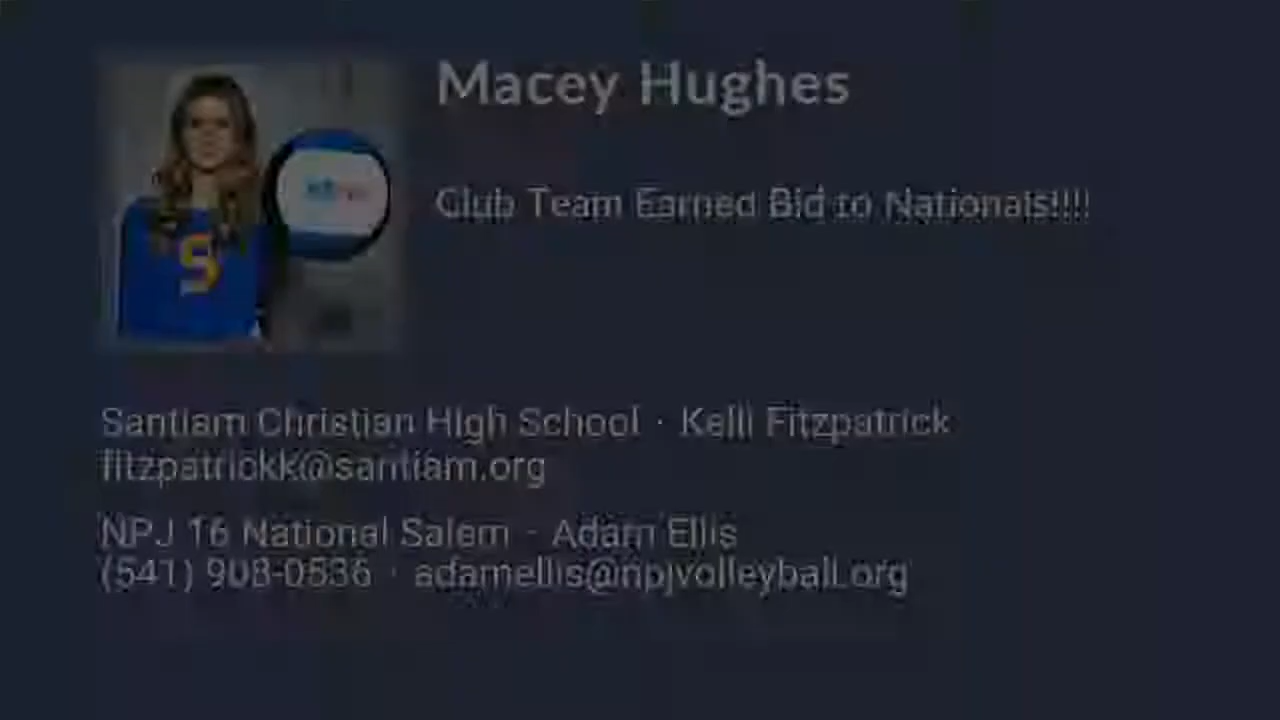 Macey Hughes
Club Team Earned Bid to Nationals!!!!
5
Santiam Christian High School · Kelli Fitzpatrick
fitzpatrickk@santiam.org
NPJ 16 National Salem - Adam Ellis
(541) 908-0536 · adamellis@npjvolleyball.org